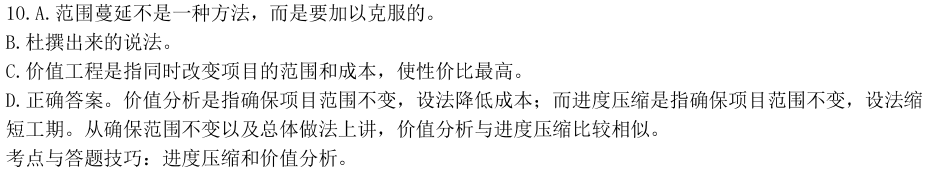 10. A. 范围蔓延不是一种方法，而是要加以克服的。
B. 杜撰出来的说法。
C. 价值工程是指同时改变项目的范围和成本，使性价比最高。
D. 正确答案。价值分析是指确保项目范围不变，设法降低成本；而进度压缩是指确保项目范围不变，设法缩
短工期。从确保范围不变以及总体做法上讲，价值分析与进度压缩比较相似。
考点与答题技巧：进度压缩和价值分析。